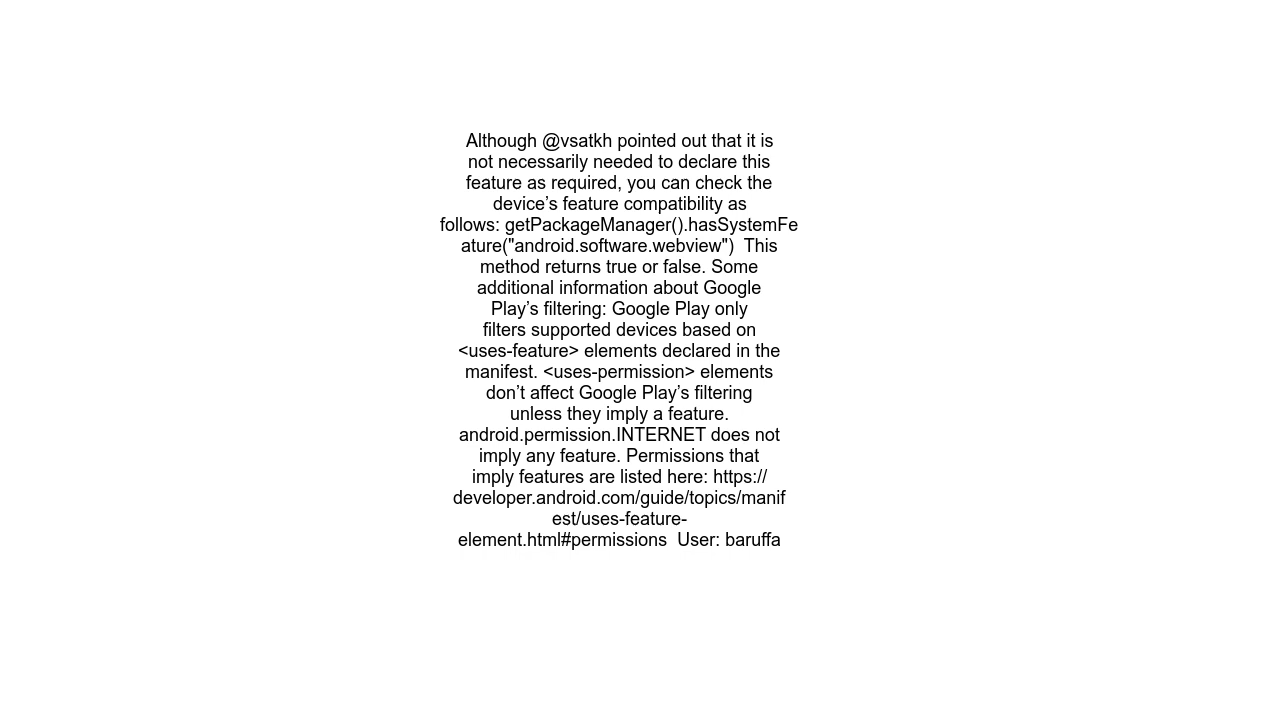 Although @vsatkh pointed out that it is
not necessarily needed to declare this
feature as required, you can check the
device’s feature compatibility as
follows: getPackageManager().hasSystemFe
ature("android.software.webview")  This
method returns true or false. Some
additional information about Google
Play’s filtering: Google Play only
filters supported devices based on
<uses-feature> elements declared in the
manifest. <uses-permission> elements
don’t affect Google Play’s filtering
unless they imply a feature.
android.permission.INTERNET does not
imply any feature. Permissions that
imply features are listed here: https://
developer.android.com/guide/topics/manif
est/uses-feature-
element.html#permissions  User: baruffa